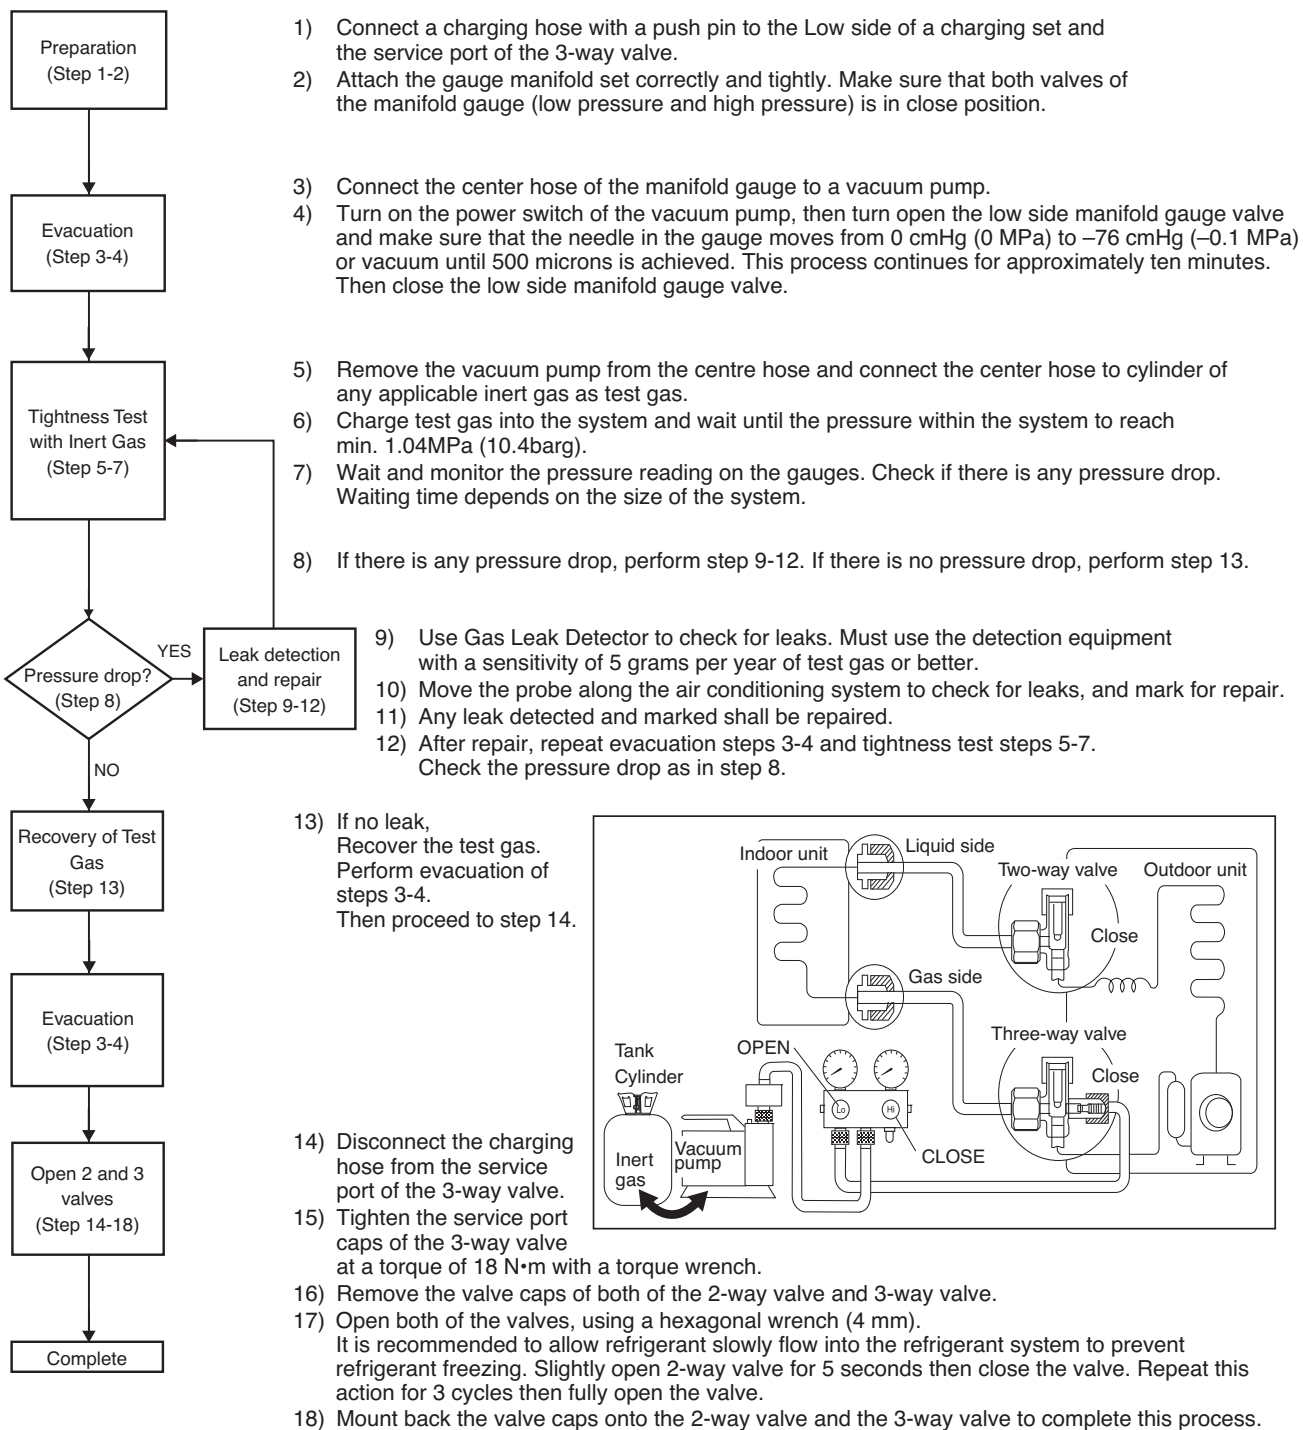 Preparation
(Step 1-2)
1) Connect a charging hose with a push pin to the Low side of a charging set and
the service port of the 3-way valve.
2) Attach the gauge manifold set correctly and tightly. Make sure that both valves of
the manifold gauge (low pressure and high pressure) is in close position.
Evacuation
(Step 3-4)
3) Connect the center hose of the manifold gauge to a vacuum pump.
4) Turn on the power switch of the vacuum pump, then turn open the low side manifold gauge valve
and make sure that the needle in the gauge moves from 0 cmHg (0 MPa) to –76 cmHg (–0.1 MPa)
or vacuum until 500 microns is achieved. This process continues for approximately ten minutes.
Then close the low side manifold gauge valve.
Tightness Test
with Inert Gas
(Step 5-7)
5) Remove the vacuum pump from the centre hose and connect the center hose to cylinder of
any applicable inert gas as test gas.
6) Charge test gas into the system and wait until the pressure within the system to reach
min. 1.04MPa (10.4barg).
7) Wait and monitor the pressure reading on the gauges. Check if there is any pressure drop.
Waiting time depends on the size of the system.
8) If there is any pressure drop, perform step 9-12. If there is no pressure drop, perform step 13.
Pressure drop?
(Step 8)
YES
NO
Leak detection
and repair
(Step 9-12)
9) Use Gas Leak Detector to check for leaks. Must use the detection equipment
with a sensitivity of 5 grams per year of test gas or better.
10) Move the probe along the air conditioning system to check for leaks, and mark for repair.
11) Any leak detected and marked shall be repaired.
12) After repair, repeat evacuation steps 3-4 and tightness test steps 5-7.
Check the pressure drop as in step 8.
Recovery of Test
Gas
(Step 13)
13) If no leak,
Recover the test gas.
Perform evacuation of
steps 3-4.
Then proceed to step 14.
Indoor unit
Liquid side
Two-way valve
Outdoor unit
Close
Gas side
Three-way valve
Close
Tank
Cylinder
OPEN
Lo
Hi
CLOSE
Inert
gas
Vacuum
pump
Evacuation
(Step 3-4)
Open 2 and 3
valves
(Step 14-18)
14) Disconnect the charging
hose from the service
port of the 3-way valve.
15) Tighten the service port
caps of the 3-way valve
at a torque of 18 N•m with a torque wrench.
16) Remove the valve caps of both of the 2-way valve and 3-way valve.
17) Open both of the valves, using a hexagonal wrench (4 mm).
It is recommended to allow refrigerant slowly flow into the refrigerant system to prevent
refrigerant freezing. Slightly open 2-way valve for 5 seconds then close the valve. Repeat this
action for 3 cycles then fully open the valve.
18) Mount back the valve caps onto the 2-way valve and the 3-way valve to complete this process.
Complete